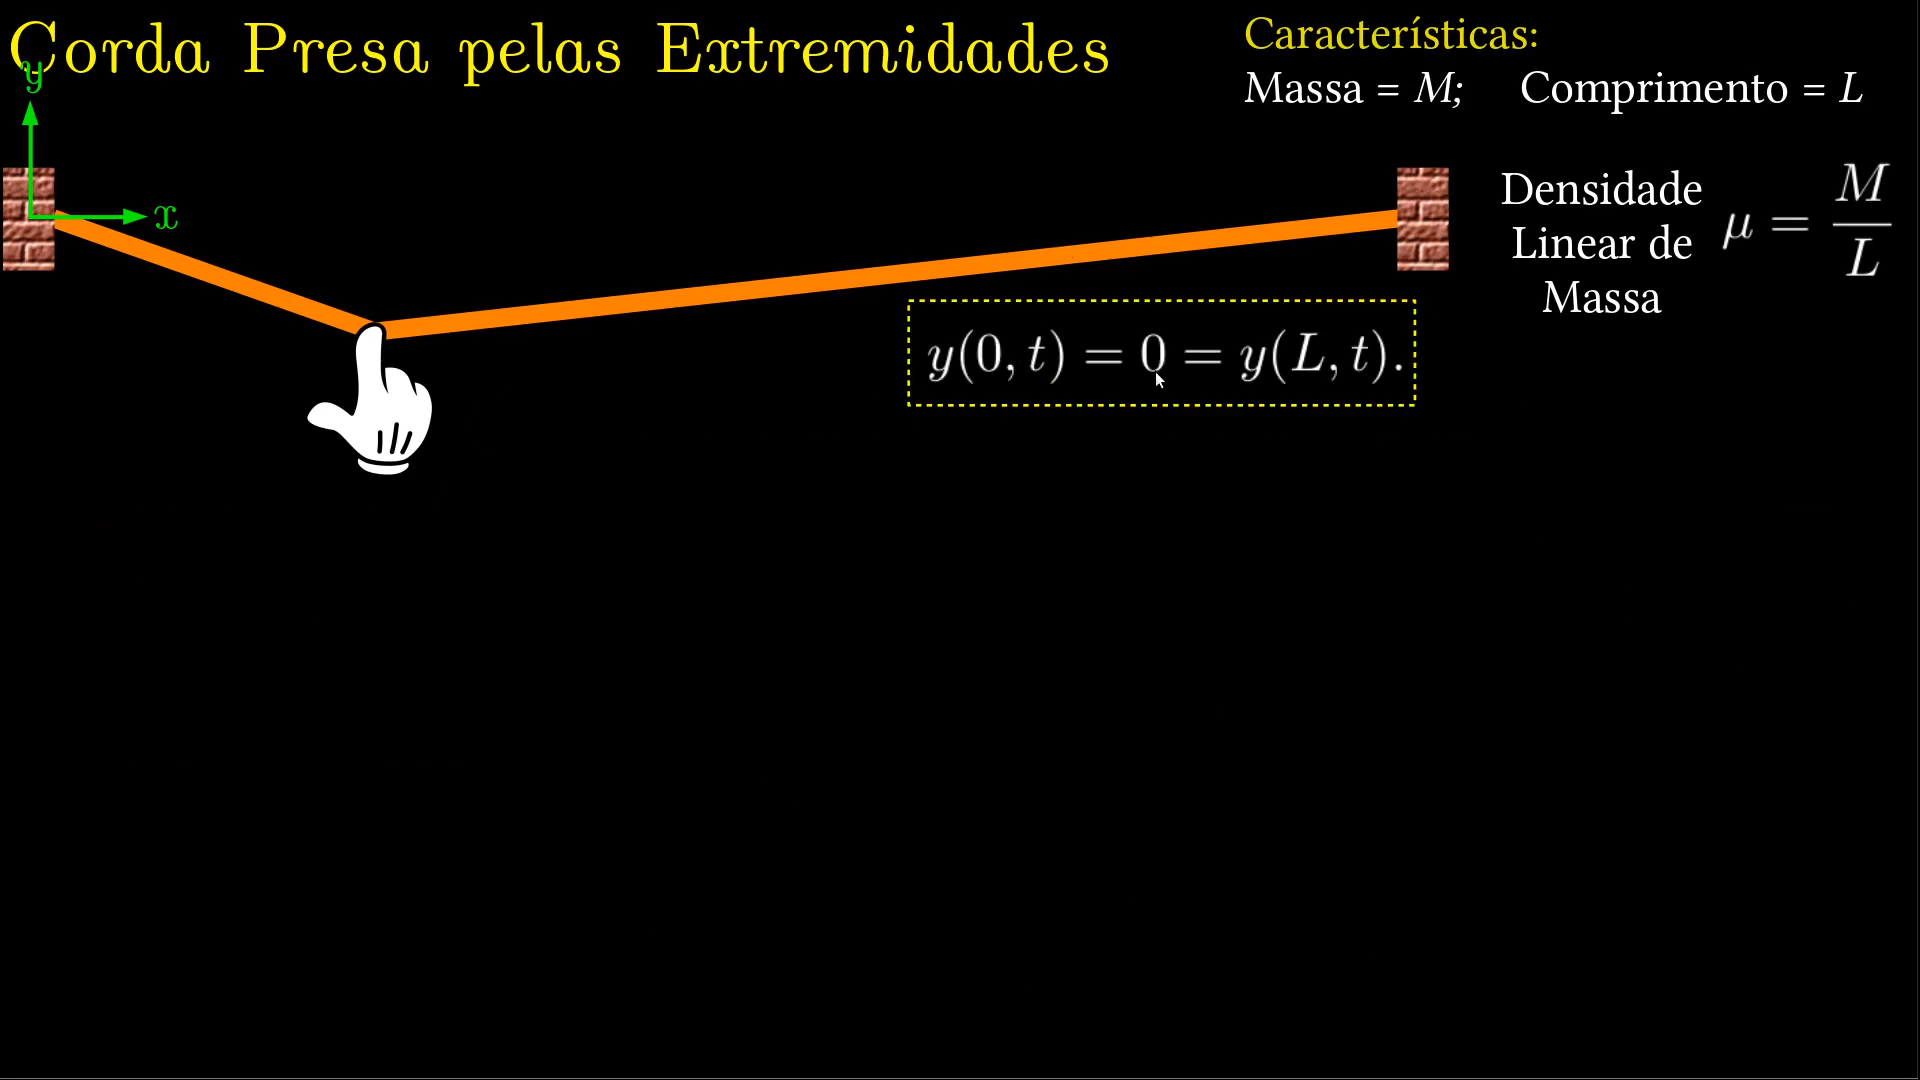 Corda Presa pelas Extremidades
Características:
Massa = M; Comprimento = L
y
x
Densidade
Linear de
Massa
μ = M/L
y(0, t) = 0 = y(L, t).